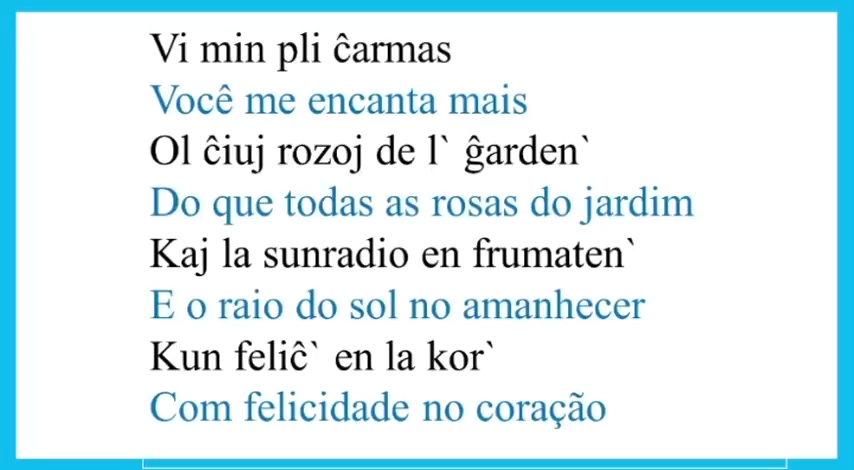 Vi min pli ĉarmas
Você me encanta mais
Ol ĉiuj rozoj de l` ĝarden`
Do que todas as rosas do jardim
Kaj la sunradio en frumaten`
E o raio do sol no amanhecer
Kun feliĉ` en la kor`
Com felicidade no coração